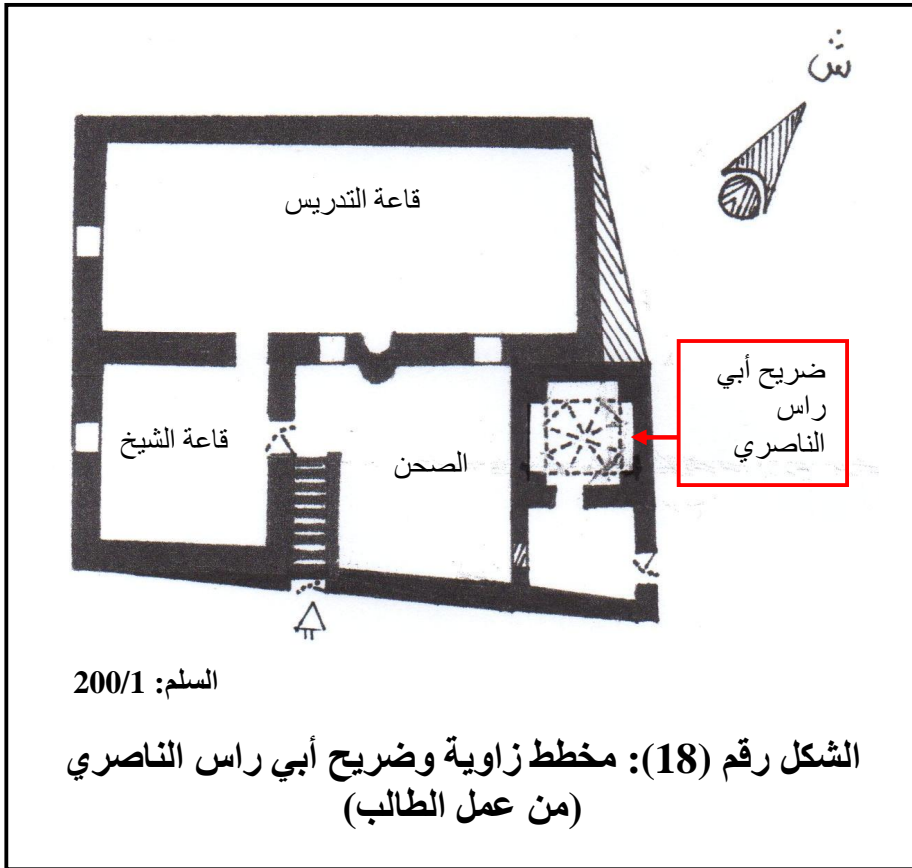 ش
قاعة التدريس
ضريح أبي
راس
الناصري
قاعة الشيخ
الصحن
السلم: 200/1
الشكل رقم (18): مخطط زاوية وضريح أبي راس الناصري
(من عمل الطالب)